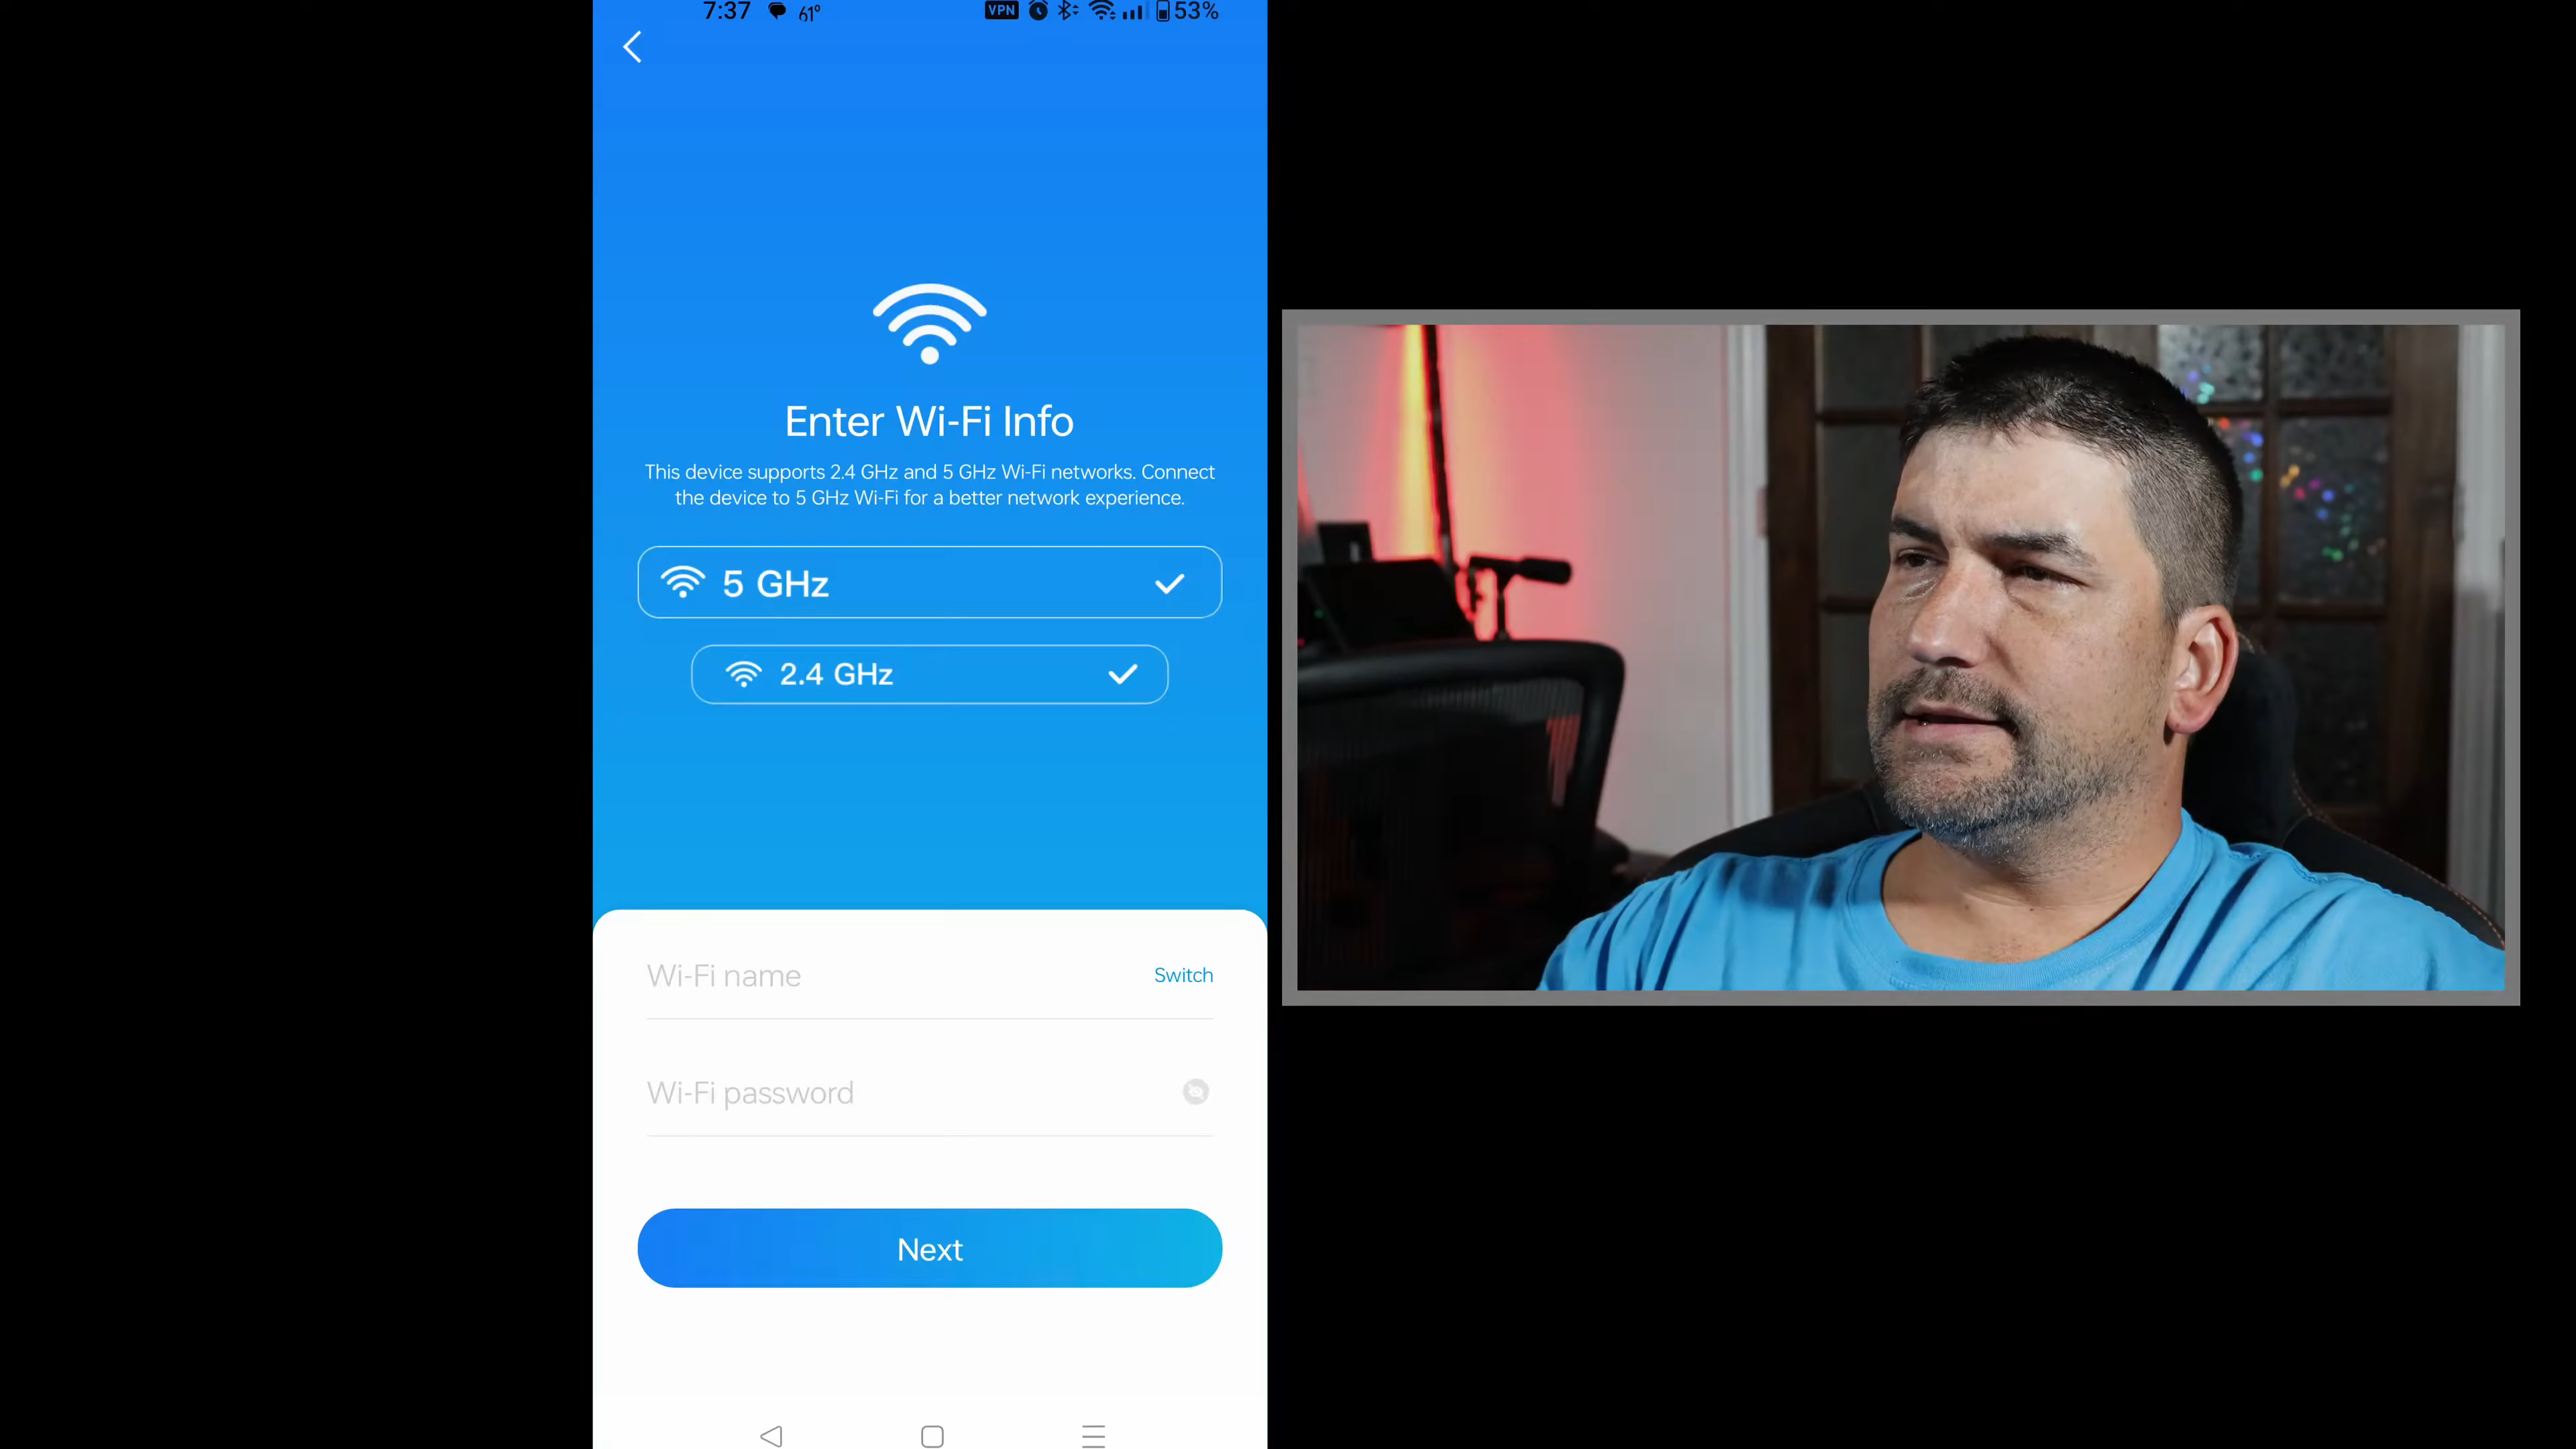 7:37 61° VPN 53%
Enter Wi-Fi Info
This device supports 2.4 GHz and 5 GHz Wi-Fi networks. Connect
the device to 5 GHz Wi-Fi for a better network experience.
5 GHz
2.4 GHz
Wi-Fi name Switch
Wi-Fi password
Next